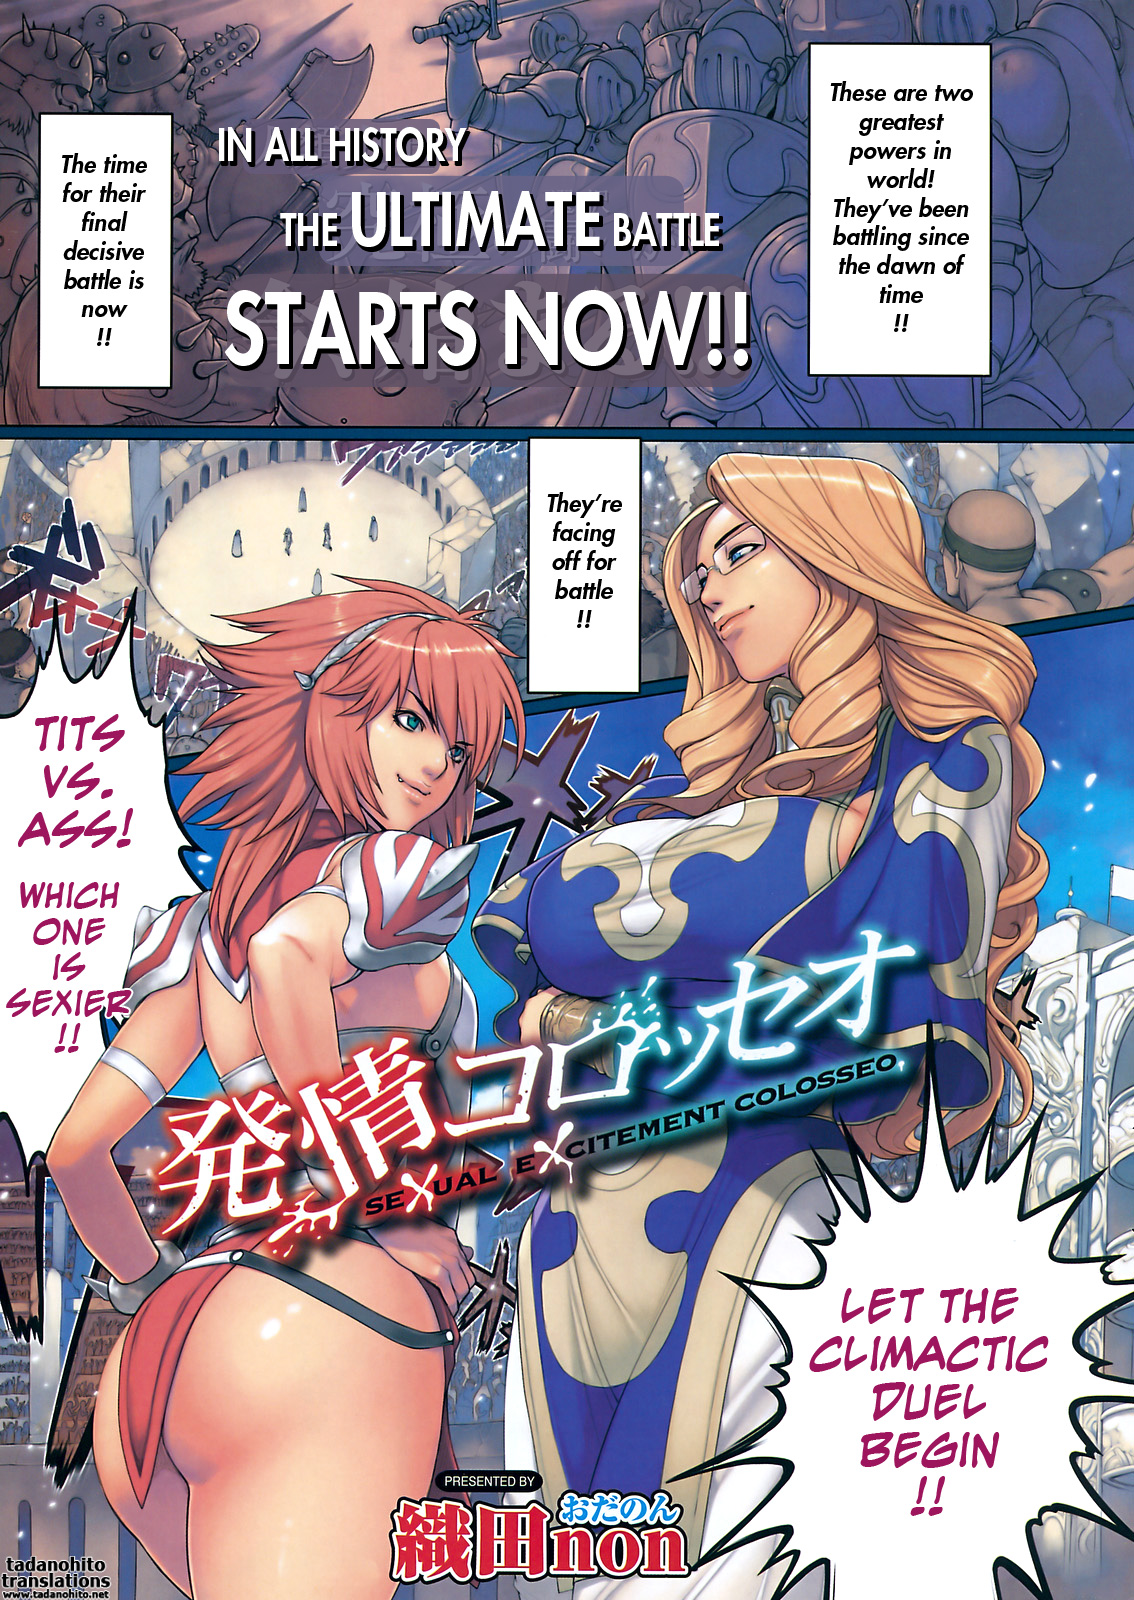 These are two
greatest
powers in
world!
They've been
battling since
the dawn of
time
!!
IN ALL HISTORY
THE ULTIMATE BATTLE
STARTS NOW!!
The time
for their
final
decisive
battle is
now
!!
They're
facing
off for
battle
!!
TITS
VS.
ASS!
WHICH
ONE
IS
SEXIER
!!
発情コロッセオ
SEXUAL EXCITEMENT COLOSSEO
LET THE
CLIMACTIC
DUEL
BEGIN
!!
PRESENTED BY
おだのん
織田non
tadanohito
translations
www.tadanohito.net